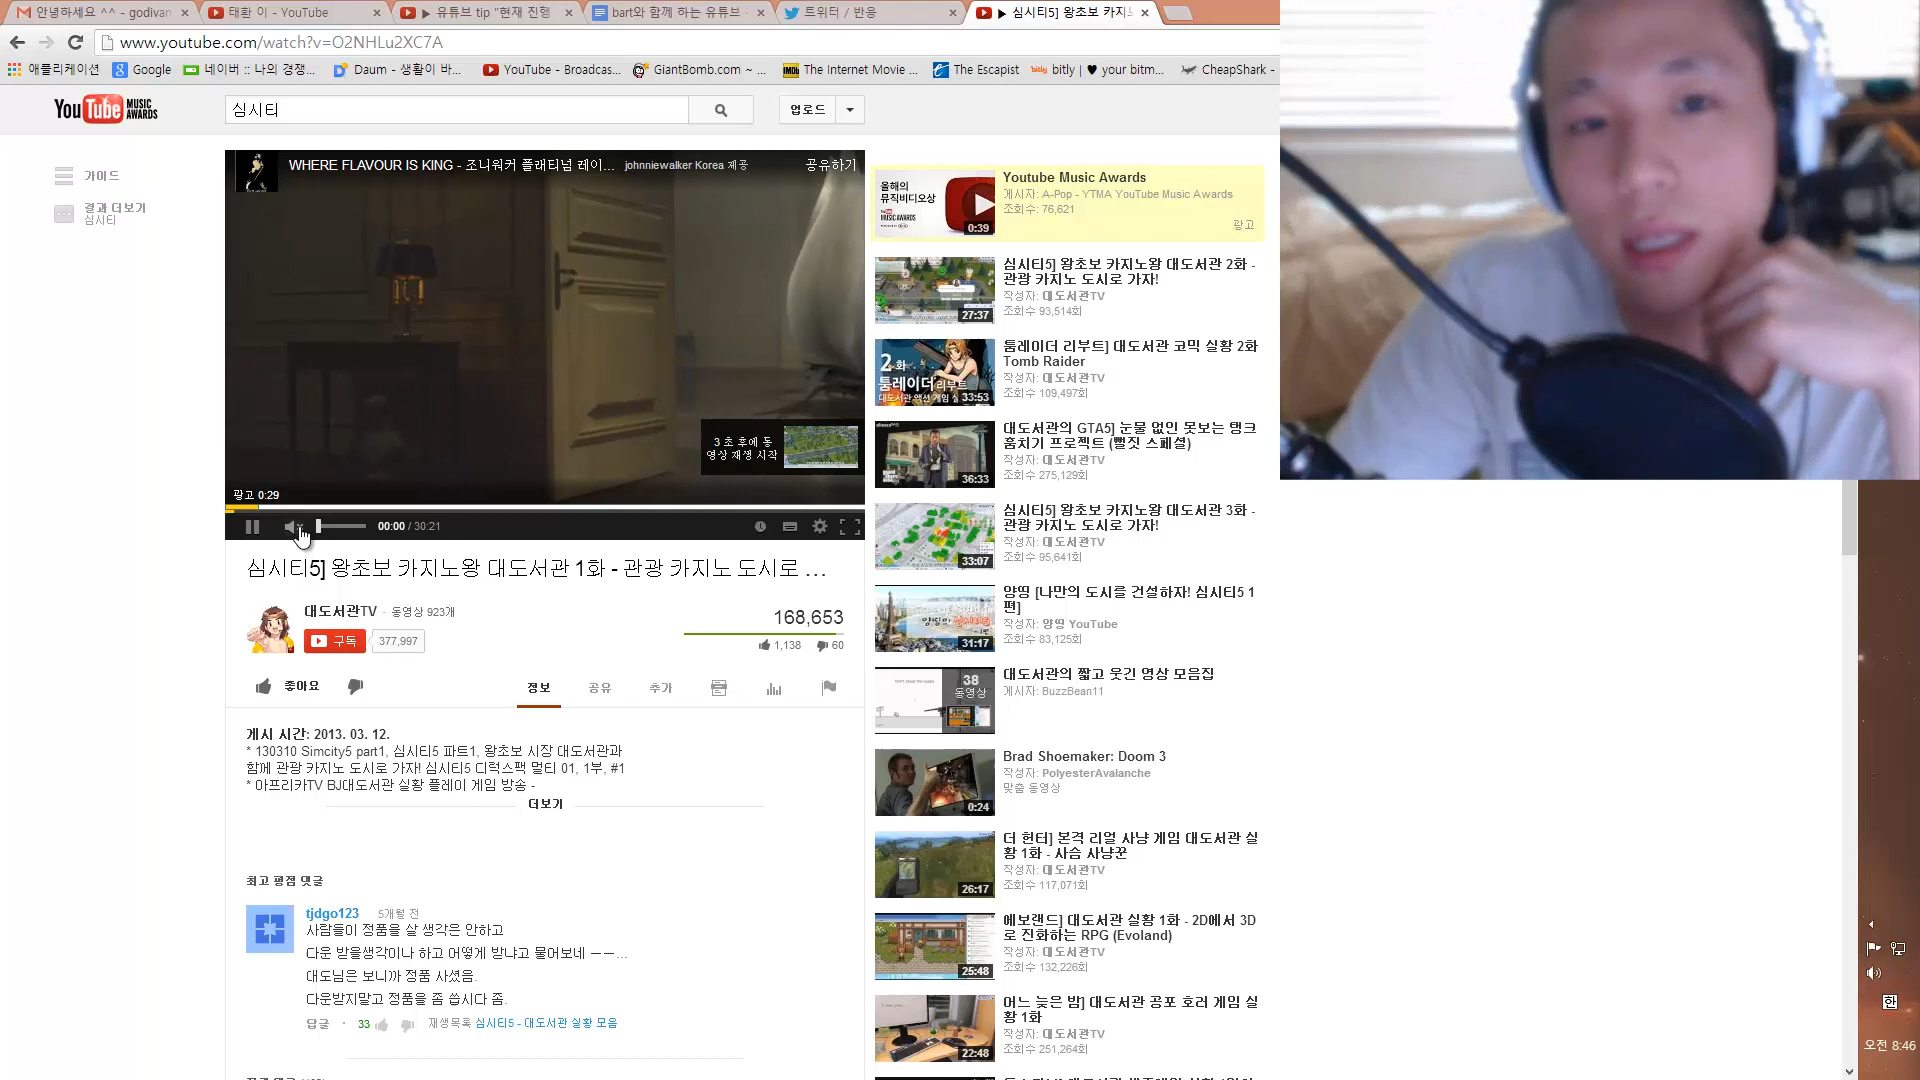 안녕하세요 ^^ - godivan
태환 이 - YouTube
▶ 유튜브 tip "현재 진행
bart와 함께 하는 유튜브
트위터 / 반응
▶ 심시티5] 왕초보 카지노
www.youtube.com/watch?v=O2NHLu2XC7A
애플리케이션
Google
네이버 :: 나의 경쟁...
Daum - 생활이 바...
YouTube - Broadcas...
GiantBomb.com ~ ...
The Internet Movie ...
The Escapist
bitly | ♥ your bitm...
CheapShark -
YouTube MUSIC AWARDS
심시티
업로드
가이드
결과 더보기
심시티
WHERE FLAVOUR IS KING - 조니워커 플래티넘 레이... johnniewalker Korea 제공
공유하기
3 초 후에 동
영상 재생 시작
광고 0:29
00:00 / 30:21
심시티5] 왕초보 카지노왕 대도서관 1화 - 관광 카지노 도시로 ...
대도서관TV · 동영상 923개
구독 377,997
168,653
1,138 60
좋아요
정보 공유 추가
게시 시간: 2013. 03. 12.
* 130310 Simcity5 part1, 심시티5 파트1, 왕초보 시장 대도서관과
함께 관광 카지노 도시로 가자! 심시티5 디럭스팩 멀티 01, 1부, #1
* 아프리카TV BJ대도서관 실황 플레이 게임 방송 -
더보기
최고 평점 댓글
tjdgo123 5개월 전
사람들이 정품을 살 생각은 안하고
다운 받을생각이나 하고 어떻게 받냐고 물어보네 ㅡㅡ...
대도님은 보니까 정품 사셨음.
다운받지말고 정품을 좀 씁시다 좀.
답글 · 33 재생목록 심시티5 - 대도서관 실황 모음
올해의
뮤직비디오상
0:39
Youtube Music Awards
게시자: A-Pop - YTMA YouTube Music Awards
조회수: 76,621
광고
27:37
심시티5] 왕초보 카지노왕 대도서관 2화 -
관광 카지노 도시로 가자!
작성자: 대도서관TV
조회수 93,514회
2화
툼레이더 리부트
33:53
툼레이더 리부트] 대도서관 코믹 실황 2화
Tomb Raider
작성자: 대도서관TV
조회수 109,497회
36:33
대도서관의 GTA5] 눈물 없인 못보는 탱크
훔치기 프로젝트 (뻘짓 스페셜)
작성자: 대도서관TV
조회수 275,129회
33:07
심시티5] 왕초보 카지노왕 대도서관 3화 -
관광 카지노 도시로 가자!
작성자: 대도서관TV
조회수 95,641회
31:17
양띵 [나만의 도시를 건설하자! 심시티5 1
편]
작성자: 양띵 YouTube
조회수 83,125회
38
동영상
대도서관의 짧고 웃긴 영상 모음집
게시자: BuzzBean11
0:24
Brad Shoemaker: Doom 3
작성자: PolyesterAvalanche
맞춤 동영상
26:17
더 헌터] 본격 리얼 사냥 게임 대도서관 실
황 1화 - 사슴 사냥꾼
작성자: 대도서관TV
조회수 117,071회
25:48
에보랜드] 대도서관 실황 1화 - 2D에서 3D
로 진화하는 RPG (Evoland)
작성자: 대도서관TV
조회수 132,226회
22:48
어느 늦은 밤] 대도서관 공포 호러 게임 실
황 1화
작성자: 대도서관TV
조회수 251,264회
한
오전 8:46